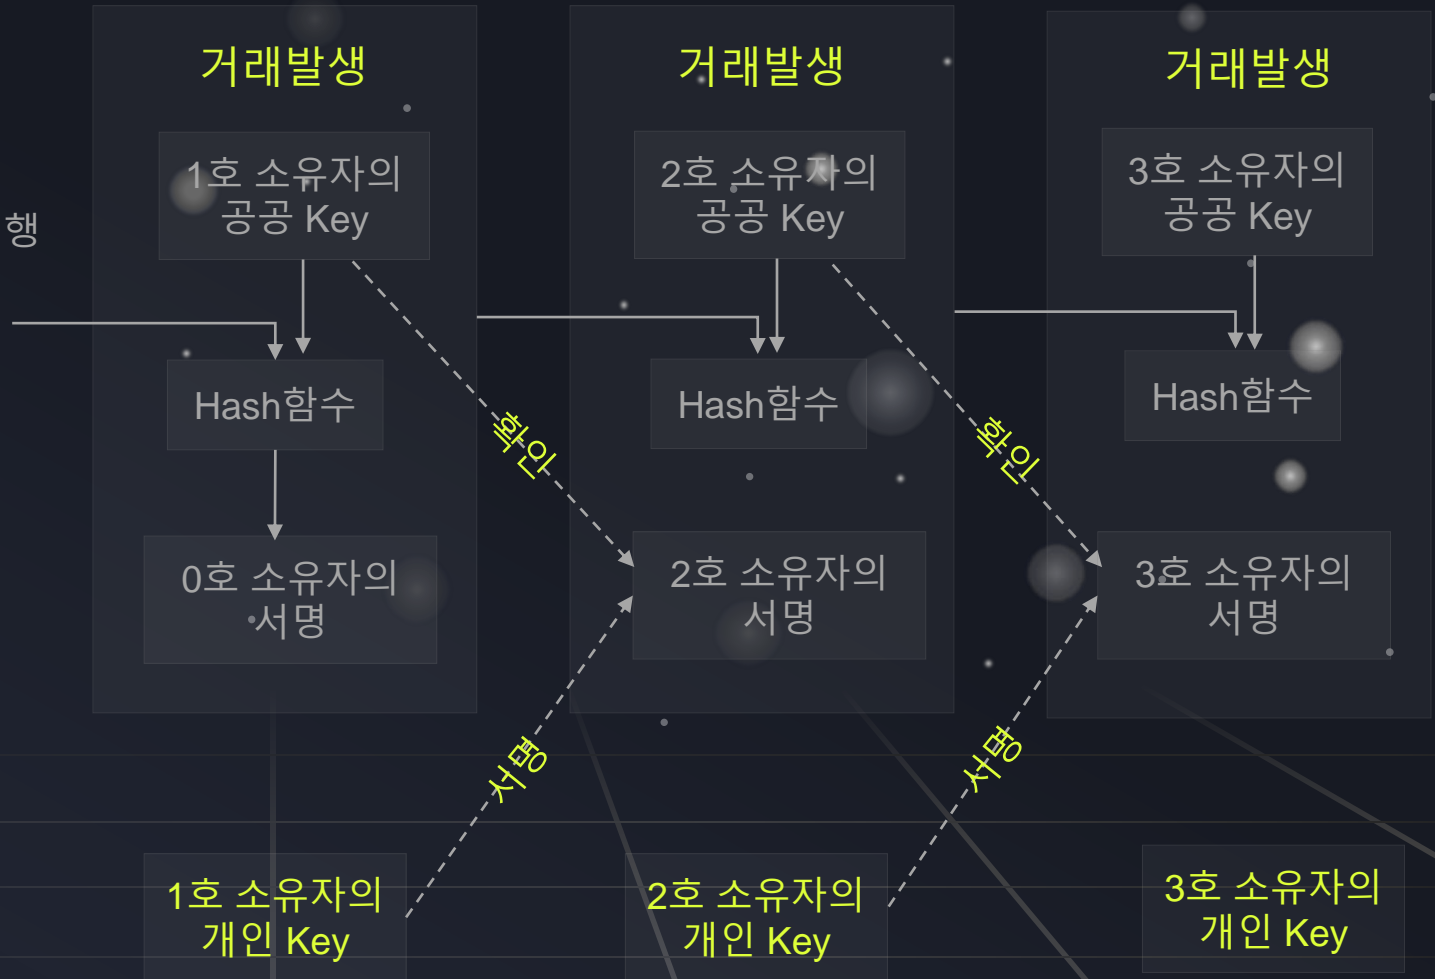 거래발생
거래발생
거래발생
1호 소유자의
공공 Key
2호 소유자의
공공 Key
3호 소유자의
공공 Key
행
Hash함수
Hash함수
Hash함수
확인
확인
0호 소유자의
서명
2호 소유자의
서명
3호 소유자의
서명
서명
서명
1호 소유자의
개인 Key
2호 소유자의
개인 Key
3호 소유자의
개인 Key